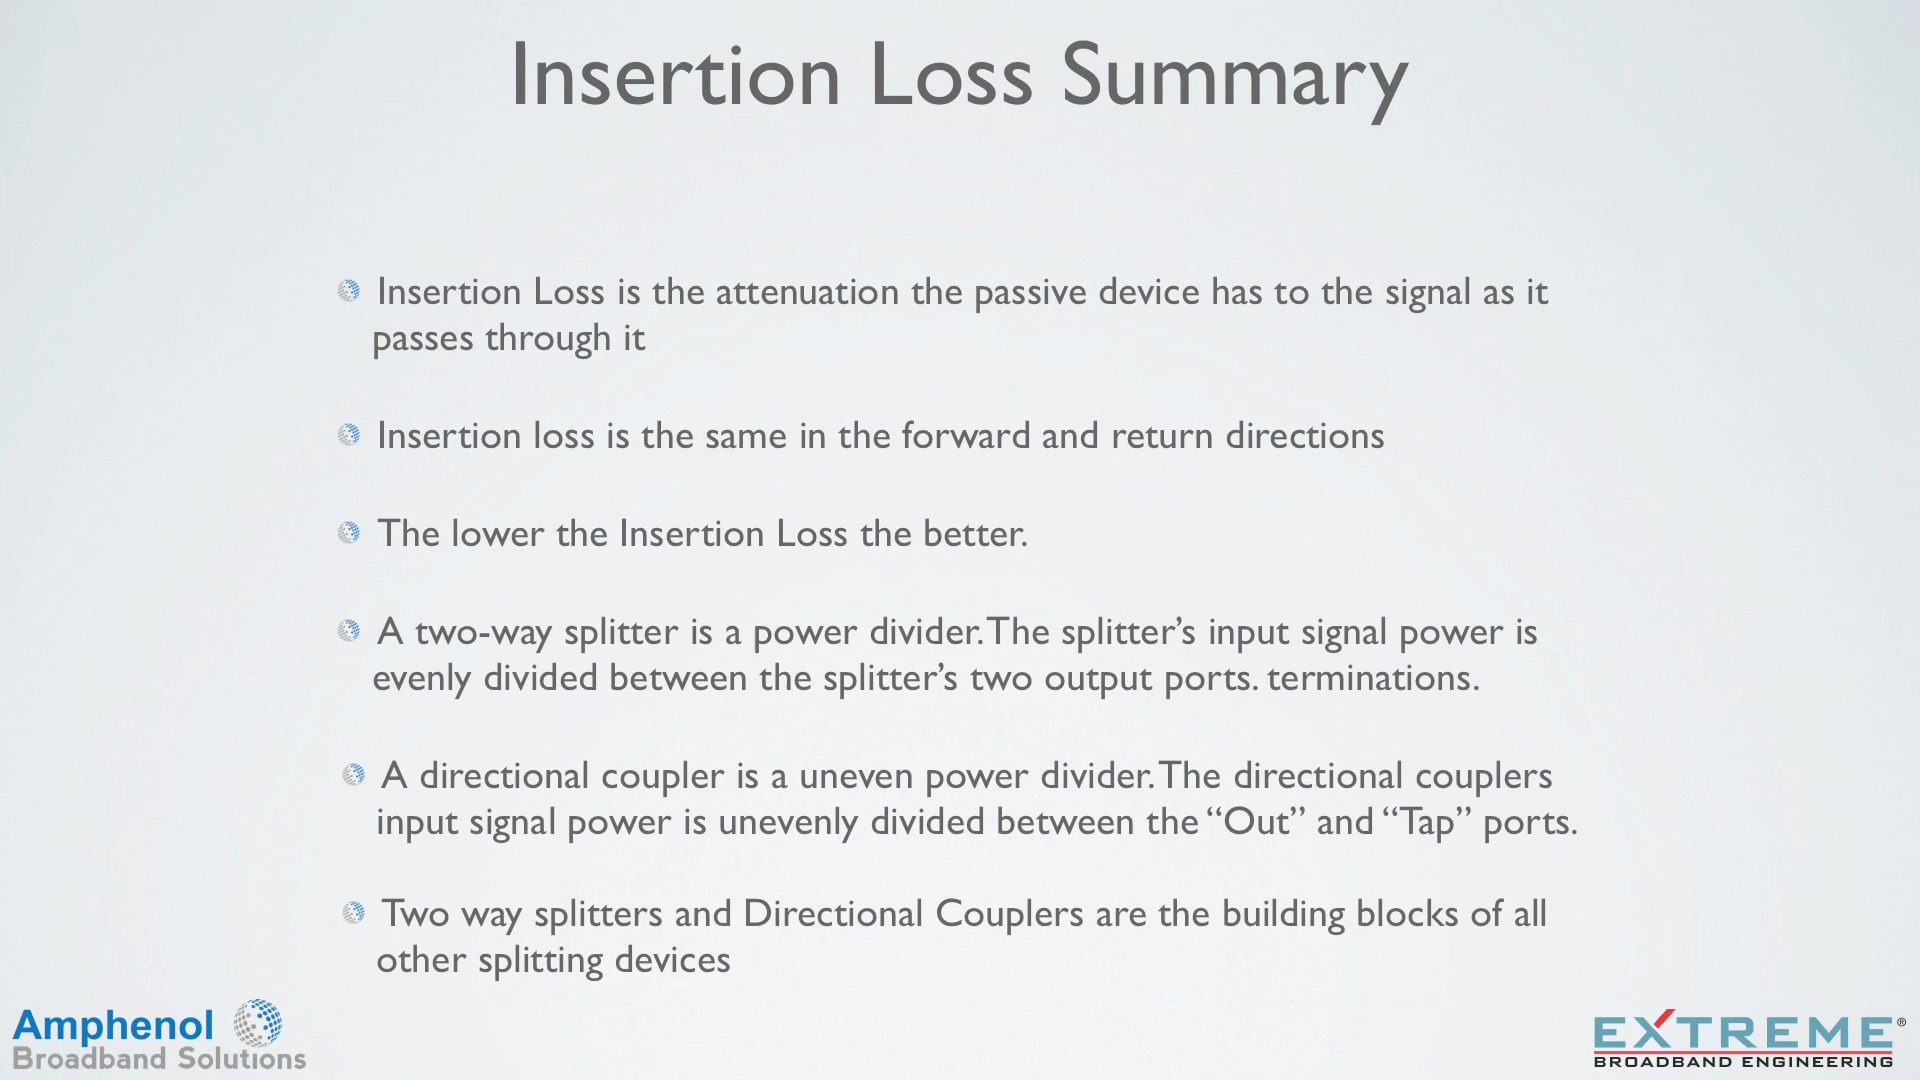 Insertion Loss Summary
Insertion Loss is the attenuation the passive device has to the signal as it
passes through it
Insertion loss is the same in the forward and return directions
The lower the Insertion Loss the better.
A two-way splitter is a power divider. The splitter’s input signal power is
evenly divided between the splitter’s two output ports. terminations.
A directional coupler is a uneven power divider. The directional couplers
input signal power is unevenly divided between the “Out” and “Tap” ports.
Two way splitters and Directional Couplers are the building blocks of all
other splitting devices
Amphenol
Broadband Solutions
EXTREME®
BROADBAND ENGINEERING